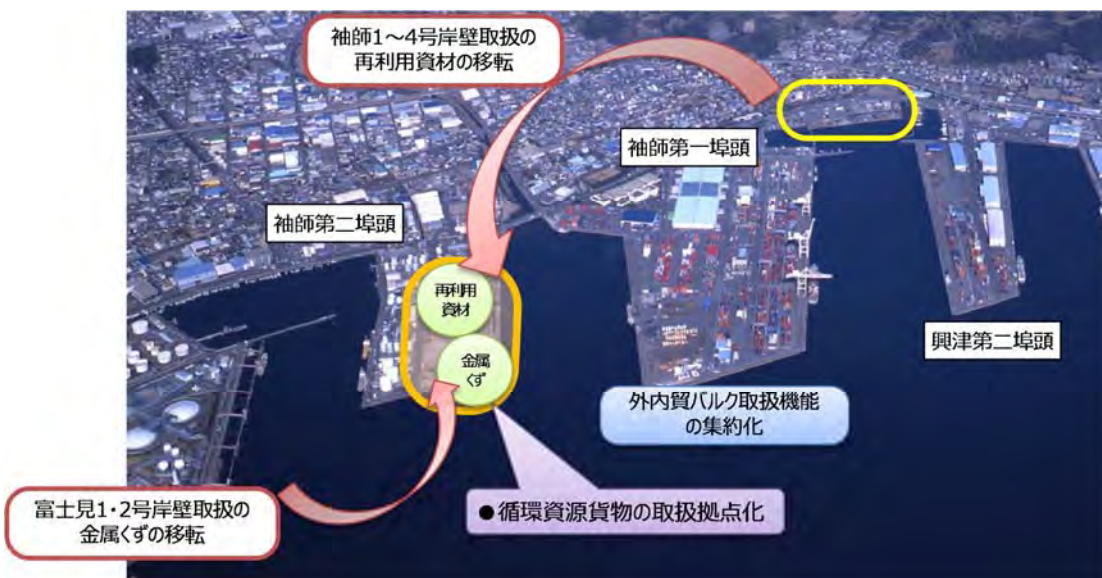 袖師1～4号岸壁取扱の
再利用資材の移転
袖師第一埠頭
袖師第二埠頭
再利用
資材
金属
くず
興津第二埠頭
外内貿バルク取扱機能
の集約化
富士見1・2号岸壁取扱の
金属くずの移転
●循環資源貨物の取扱拠点化